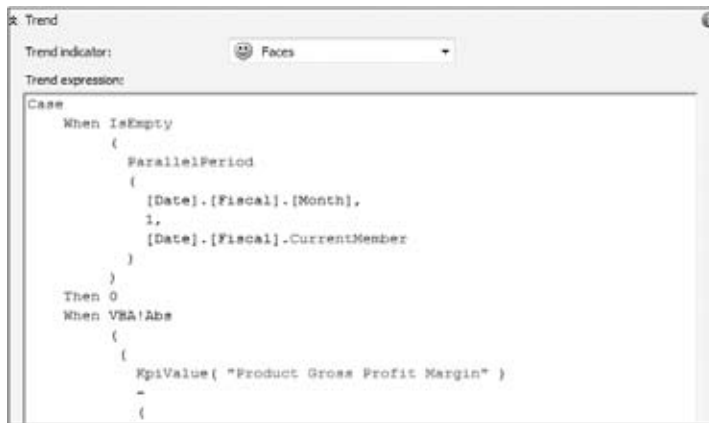 Trend
Trend indicator: Faces
Trend expression:
Case
When IsEmpty
(
ParallelPeriod
(
[Date].[Fiscal].[Month],
1,
[Date].[Fiscal].CurrentMember
)
)
Then 0
When VBA!Abs
(
(
KpiValue( "Product Gross Profit Margin" )
-
(